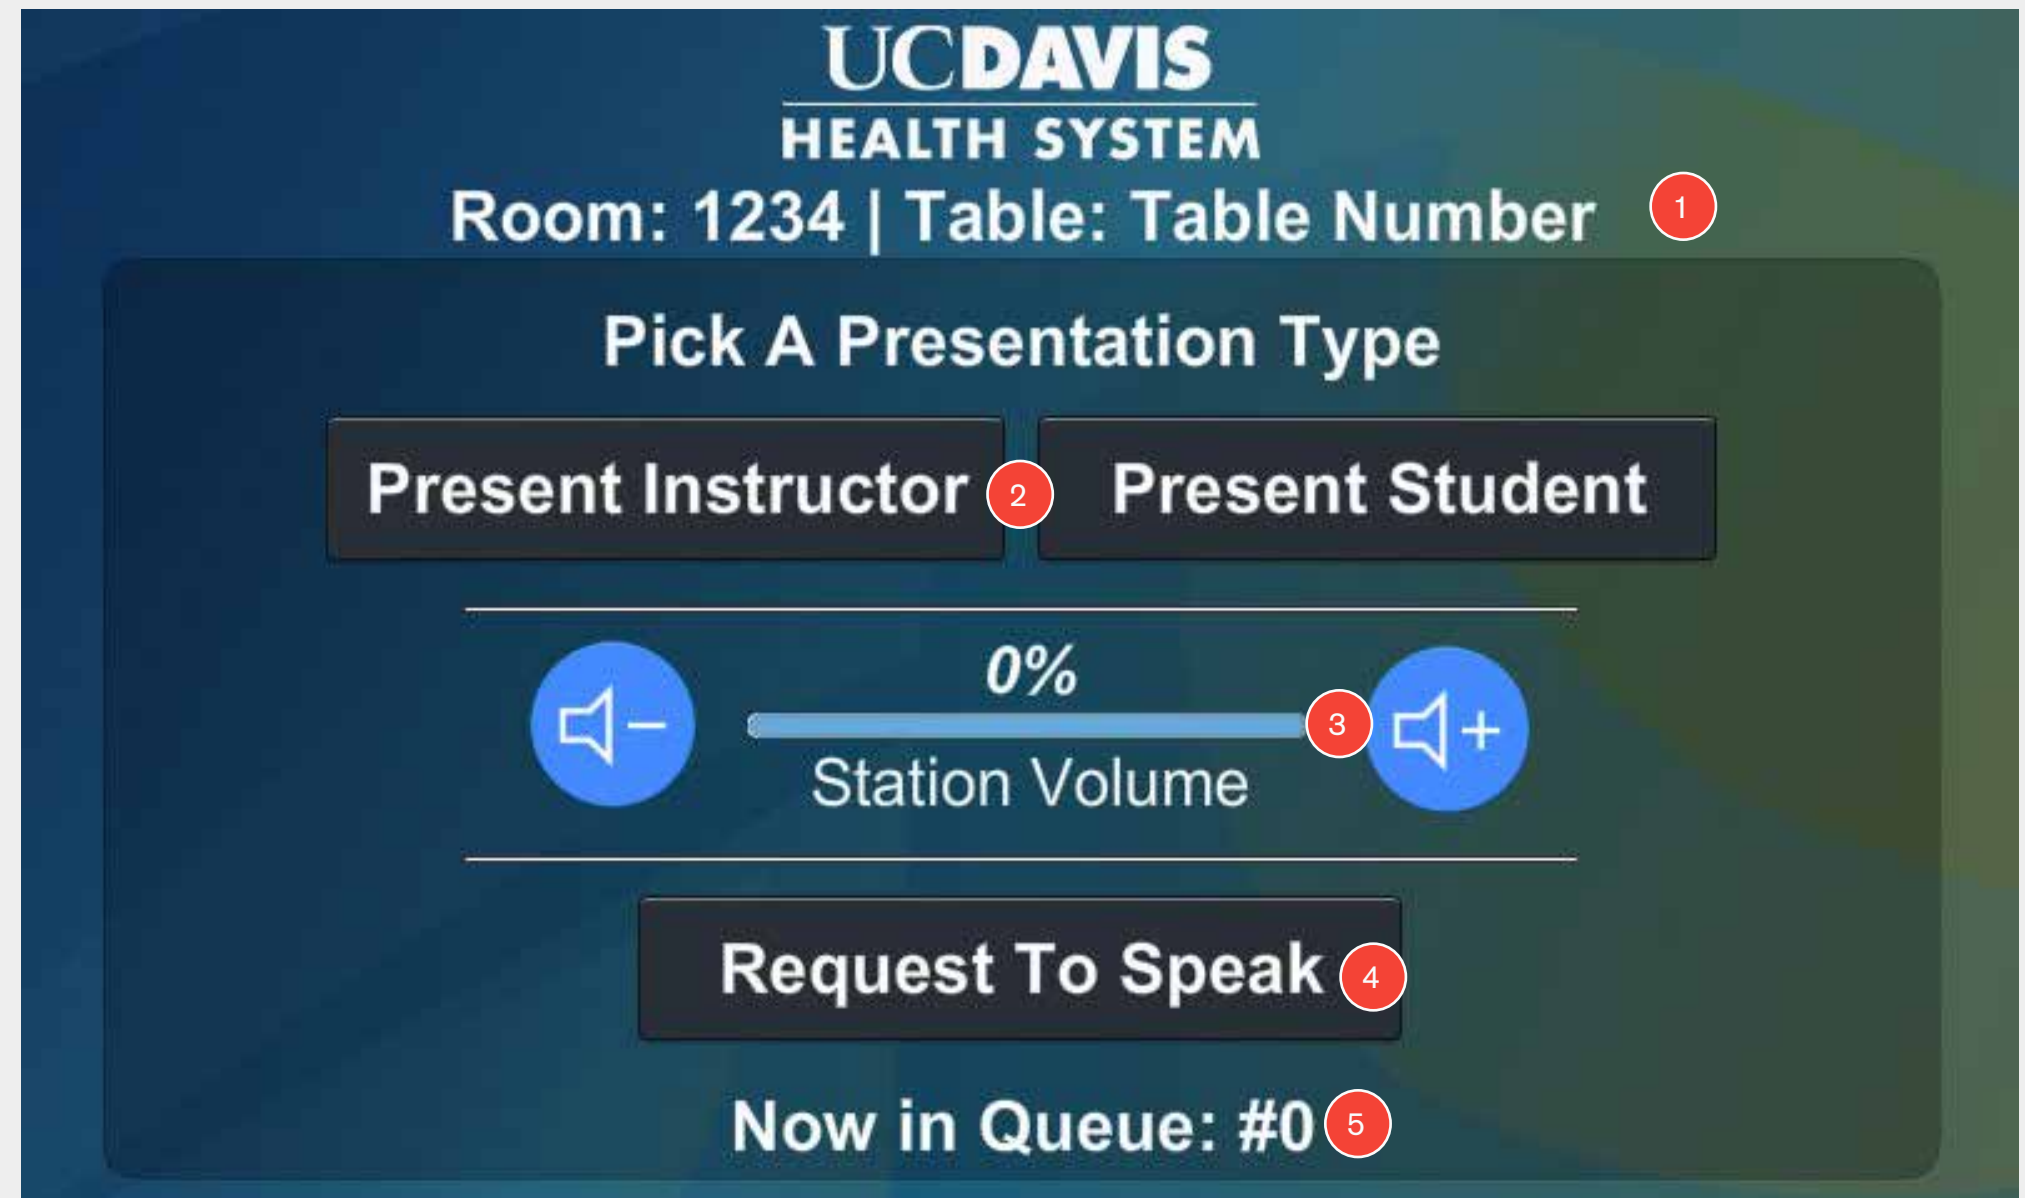 UCDAVIS
HEALTH SYSTEM
Room: 1234 | Table: Table Number 1
Pick A Presentation Type
Present Instructor 2 Present Student
0%
3
Station Volume
Request To Speak 4
Now in Queue: #0 5